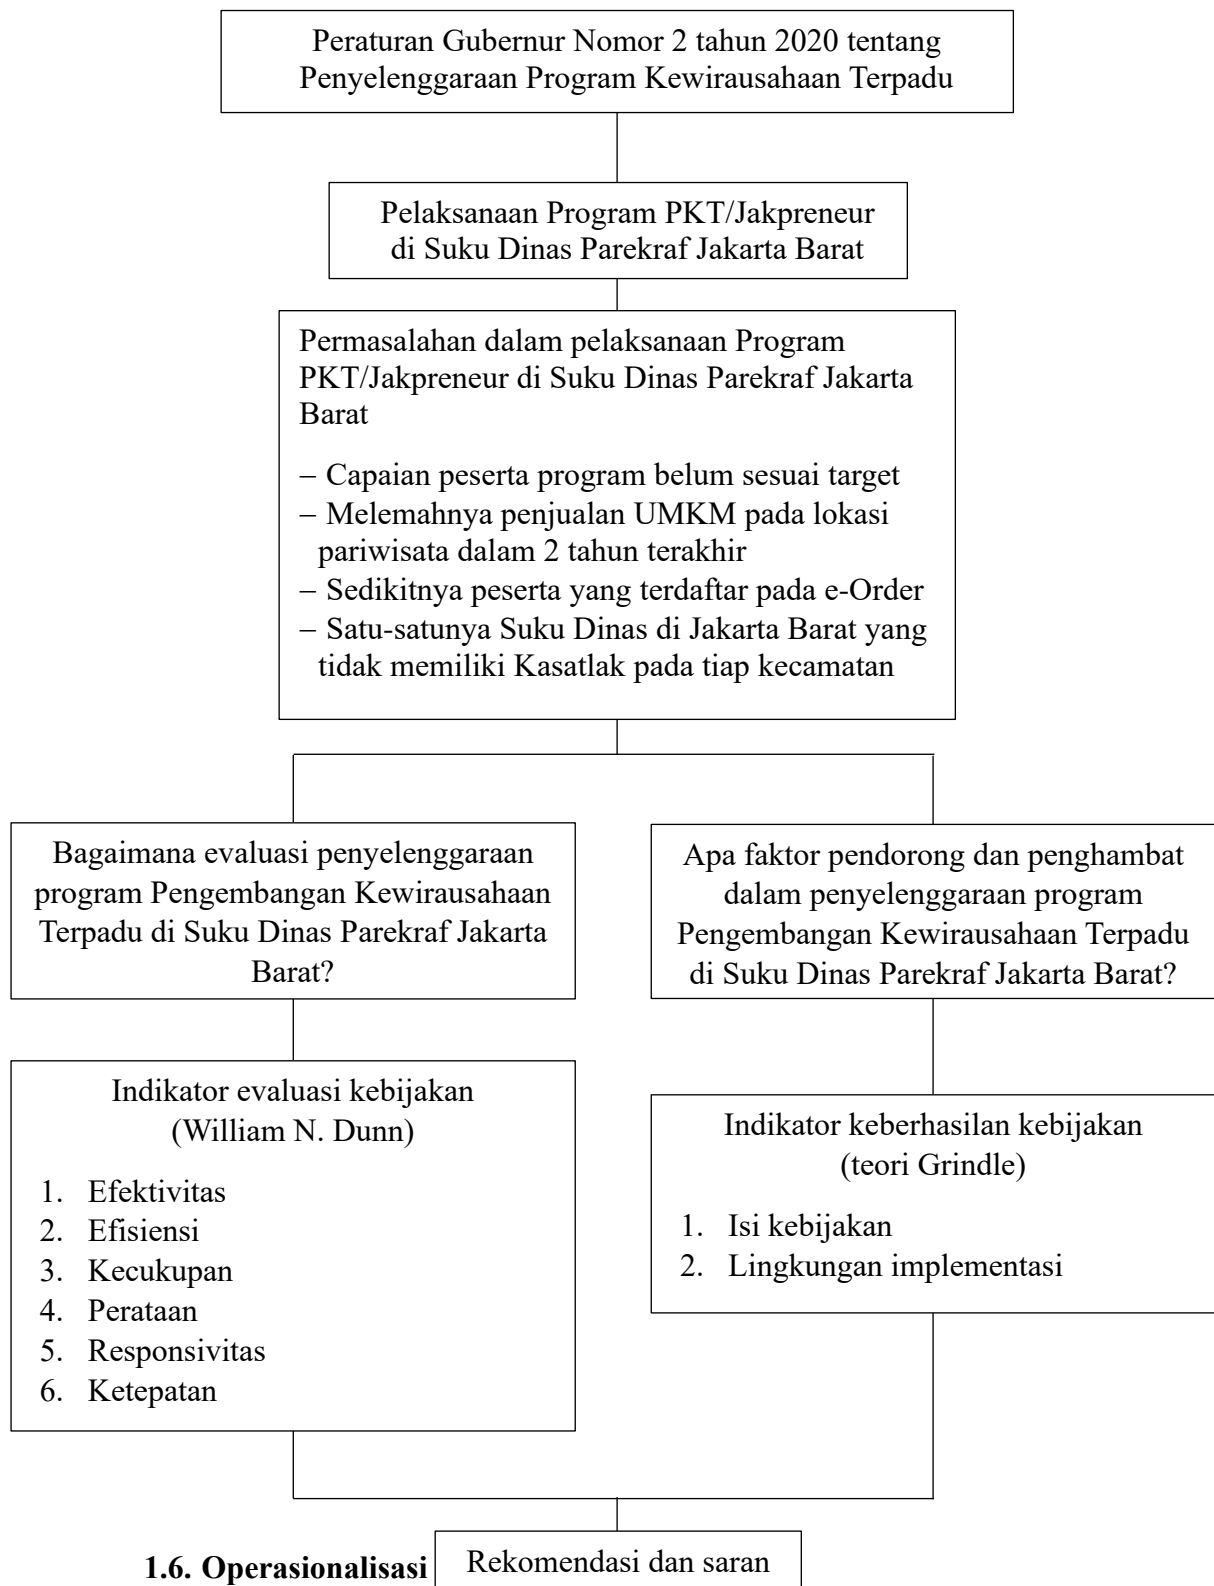 Peraturan Gubernur Nomor 2 tahun 2020 tentang
Penyelenggaraan Program Kewirausahaan Terpadu
Pelaksanaan Program PKT/Jakpreneur
di Suku Dinas Parekraf Jakarta Barat
Permasalahan dalam pelaksanaan Program
PKT/Jakpreneur di Suku Dinas Parekraf Jakarta
Barat
– Capaian peserta program belum sesuai target
– Melemahnya penjualan UMKM pada lokasi
pariwisata dalam 2 tahun terakhir
– Sedikitnya peserta yang terdaftar pada e-Order
– Satu-satunya Suku Dinas di Jakarta Barat yang
tidak memiliki Kasatlak pada tiap kecamatan
Bagaimana evaluasi penyelenggaraan
program Pengembangan Kewirausahaan
Terpadu di Suku Dinas Parekraf Jakarta
Barat?
Apa faktor pendorong dan penghambat
dalam penyelenggaraan program
Pengembangan Kewirausahaan Terpadu
di Suku Dinas Parekraf Jakarta Barat?
Indikator evaluasi kebijakan
(William N. Dunn)
1. Efektivitas
2. Efisiensi
3. Kecukupan
4. Perataan
5. Responsivitas
6. Ketepatan
Indikator keberhasilan kebijakan
(teori Grindle)
1. Isi kebijakan
2. Lingkungan implementasi
Rekomendasi dan saran
1.6. Operasionalisasi